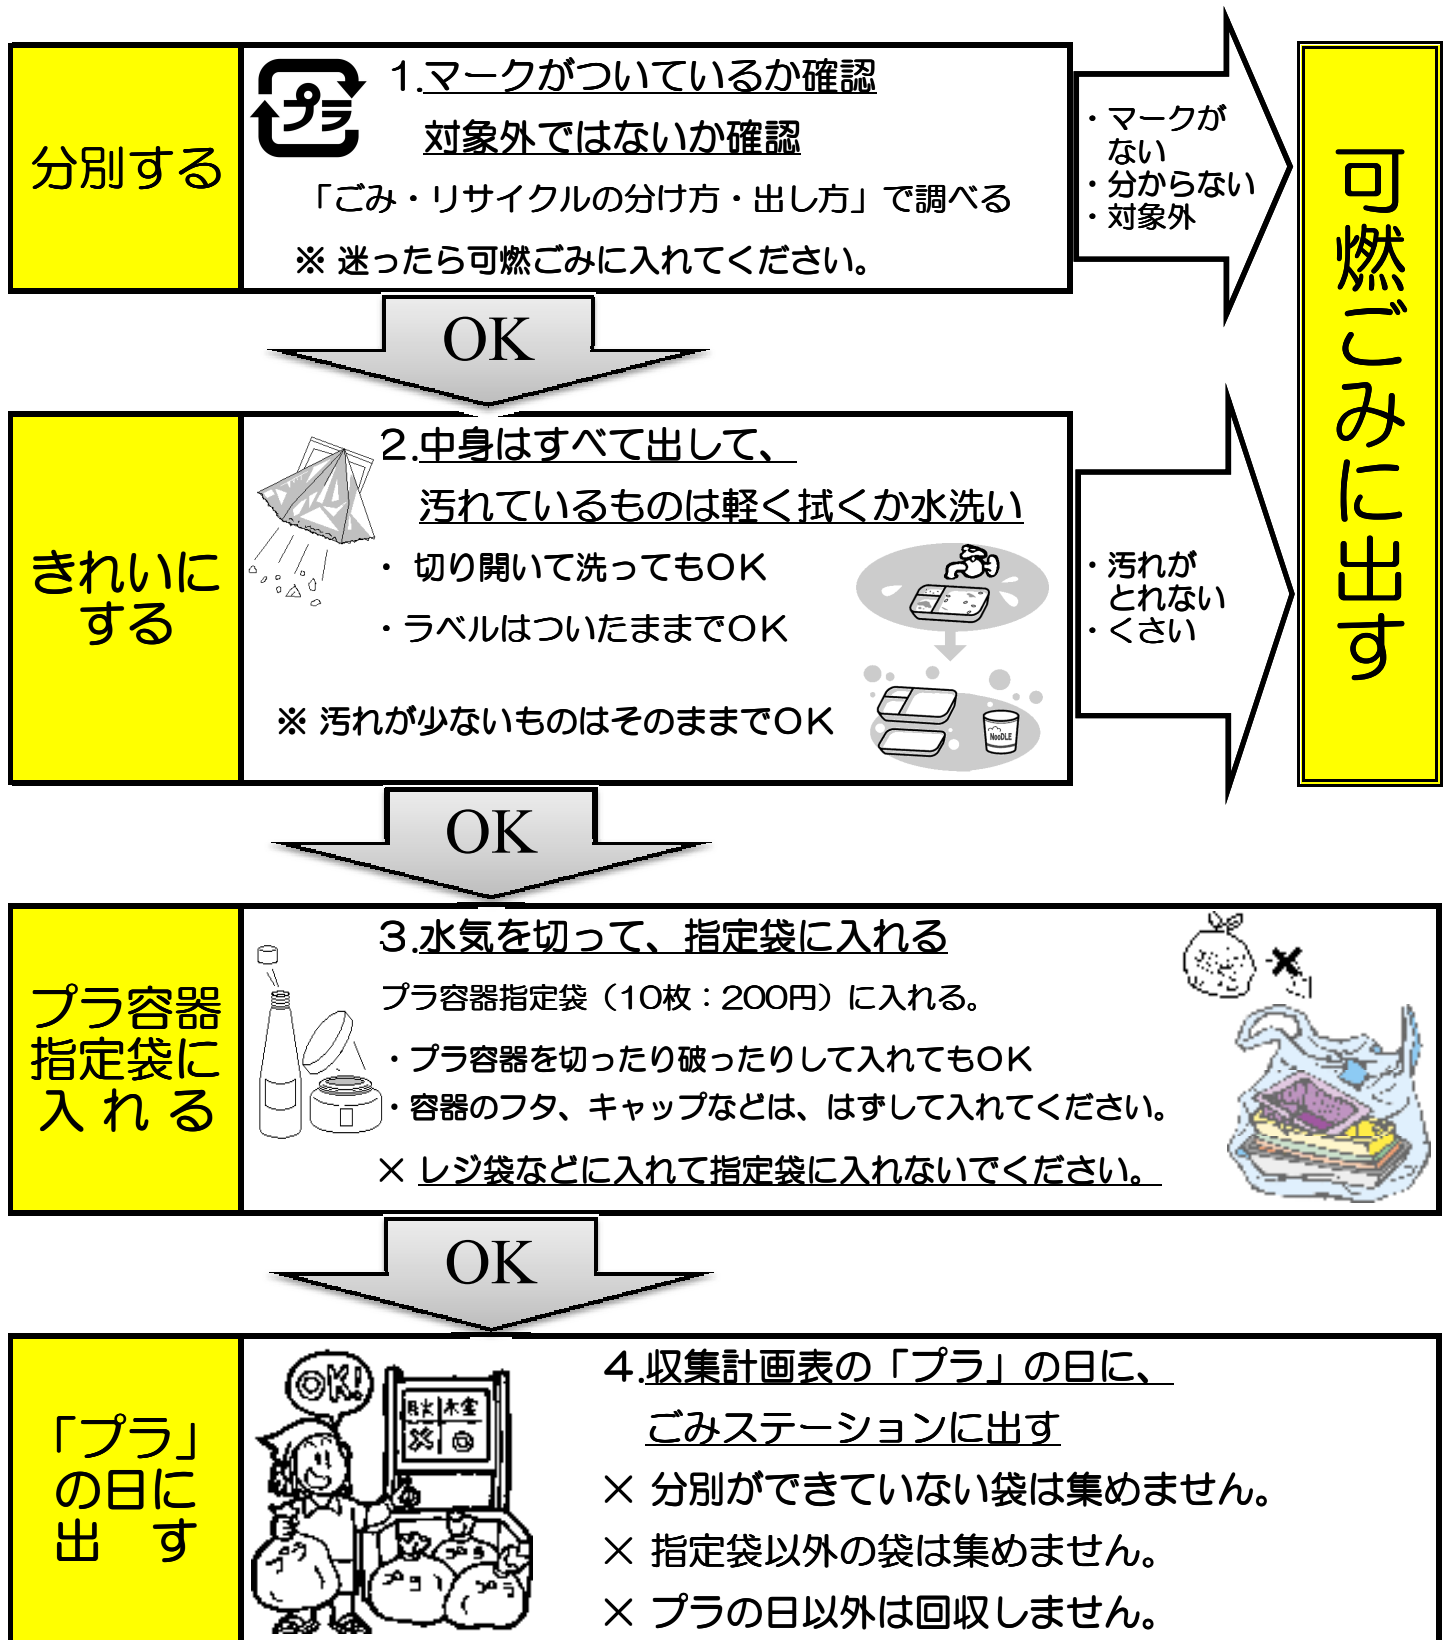 分別する
プラ
１.マークがついているか確認
対象外ではないか確認
「ごみ・リサイクルの分け方・出し方」で調べる
※ 迷ったら可燃ごみに入れてください。
・マークが
ない
・分からない
・対象外
可燃ごみに出す
OK
きれいに
する
２.中身はすべて出して、
汚れているものは軽く拭くか水洗い
・ 切り開いて洗ってもＯＫ
・ラベルはついたままでＯＫ
※ 汚れが少ないものはそのままでＯＫ
NooDLE
・汚れが
とれない
・くさい
OK
プラ容器
指定袋に
入 れ る
３.水気を切って、指定袋に入れる
プラ容器指定袋（10枚：200円）に入れる。
・プラ容器を切ったり破ったりして入れてもＯＫ
・容器のフタ、キャップなどは、はずして入れてください。
× レジ袋などに入れて指定袋に入れないでください。
OK
「プラ」
の日に
出　す
OK!
プラ
プラ
プラ
４.収集計画表の「プラ」の日に、
ごみステーションに出す
× 分別ができていない袋は集めません。
× 指定袋以外の袋は集めません。
× プラの日以外は回収しません。